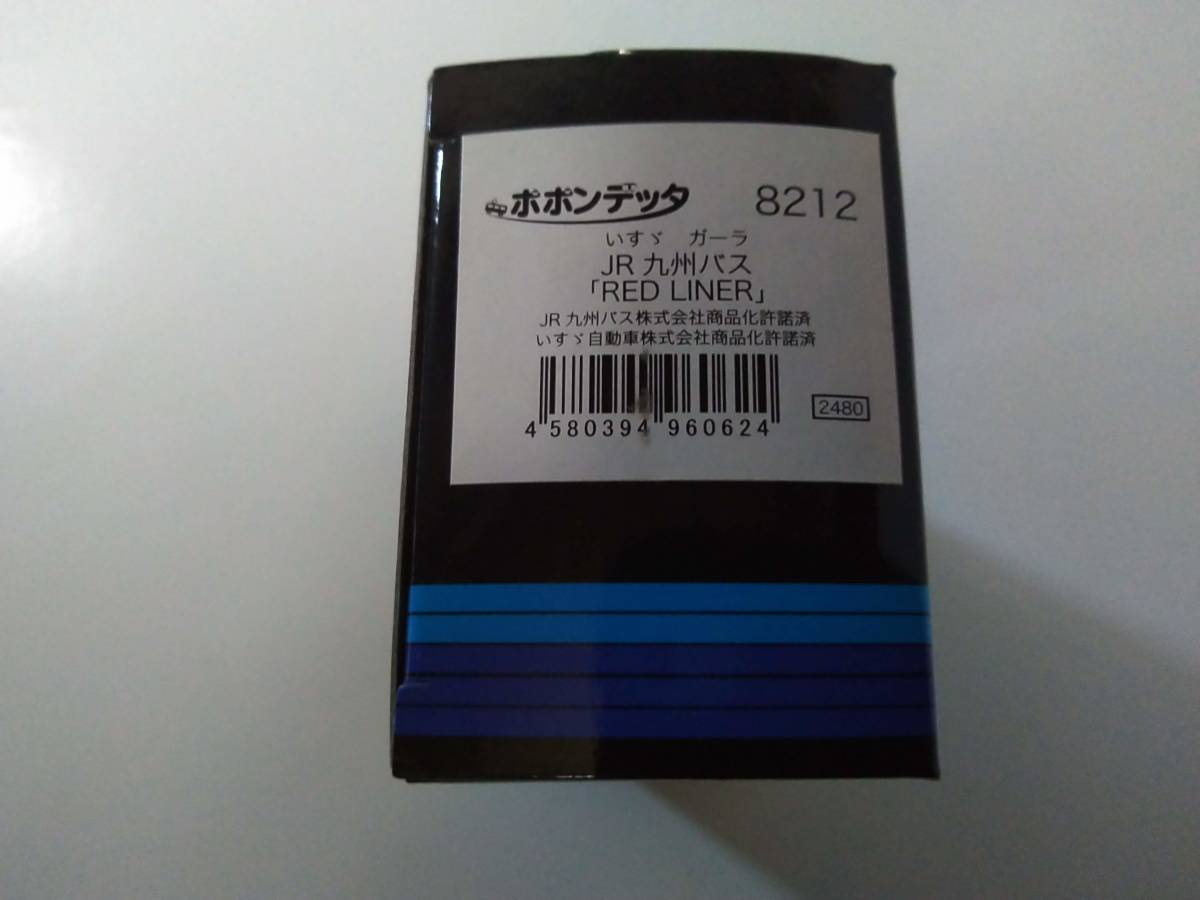 ポポンデッタ 8212
いすゞ ガーラ
JR 九州バス
「RED LINER」
JR 九州バス株式会社商品化許諾済
いすゞ自動車株式会社商品化許諾済
2480
4 580394 960624